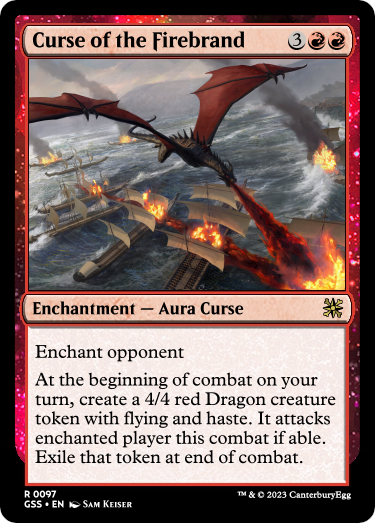 Curse of the Firebrand 3
Enchantment — Aura Curse
Enchant opponent
At the beginning of combat on your
turn, create a 4/4 red Dragon creature
token with flying and haste. It attacks
enchanted player this combat if able.
Exile that token at end of combat.
R 0097
GSS • EN Sam Keiser
™ & © 2023 CanterburyEgg